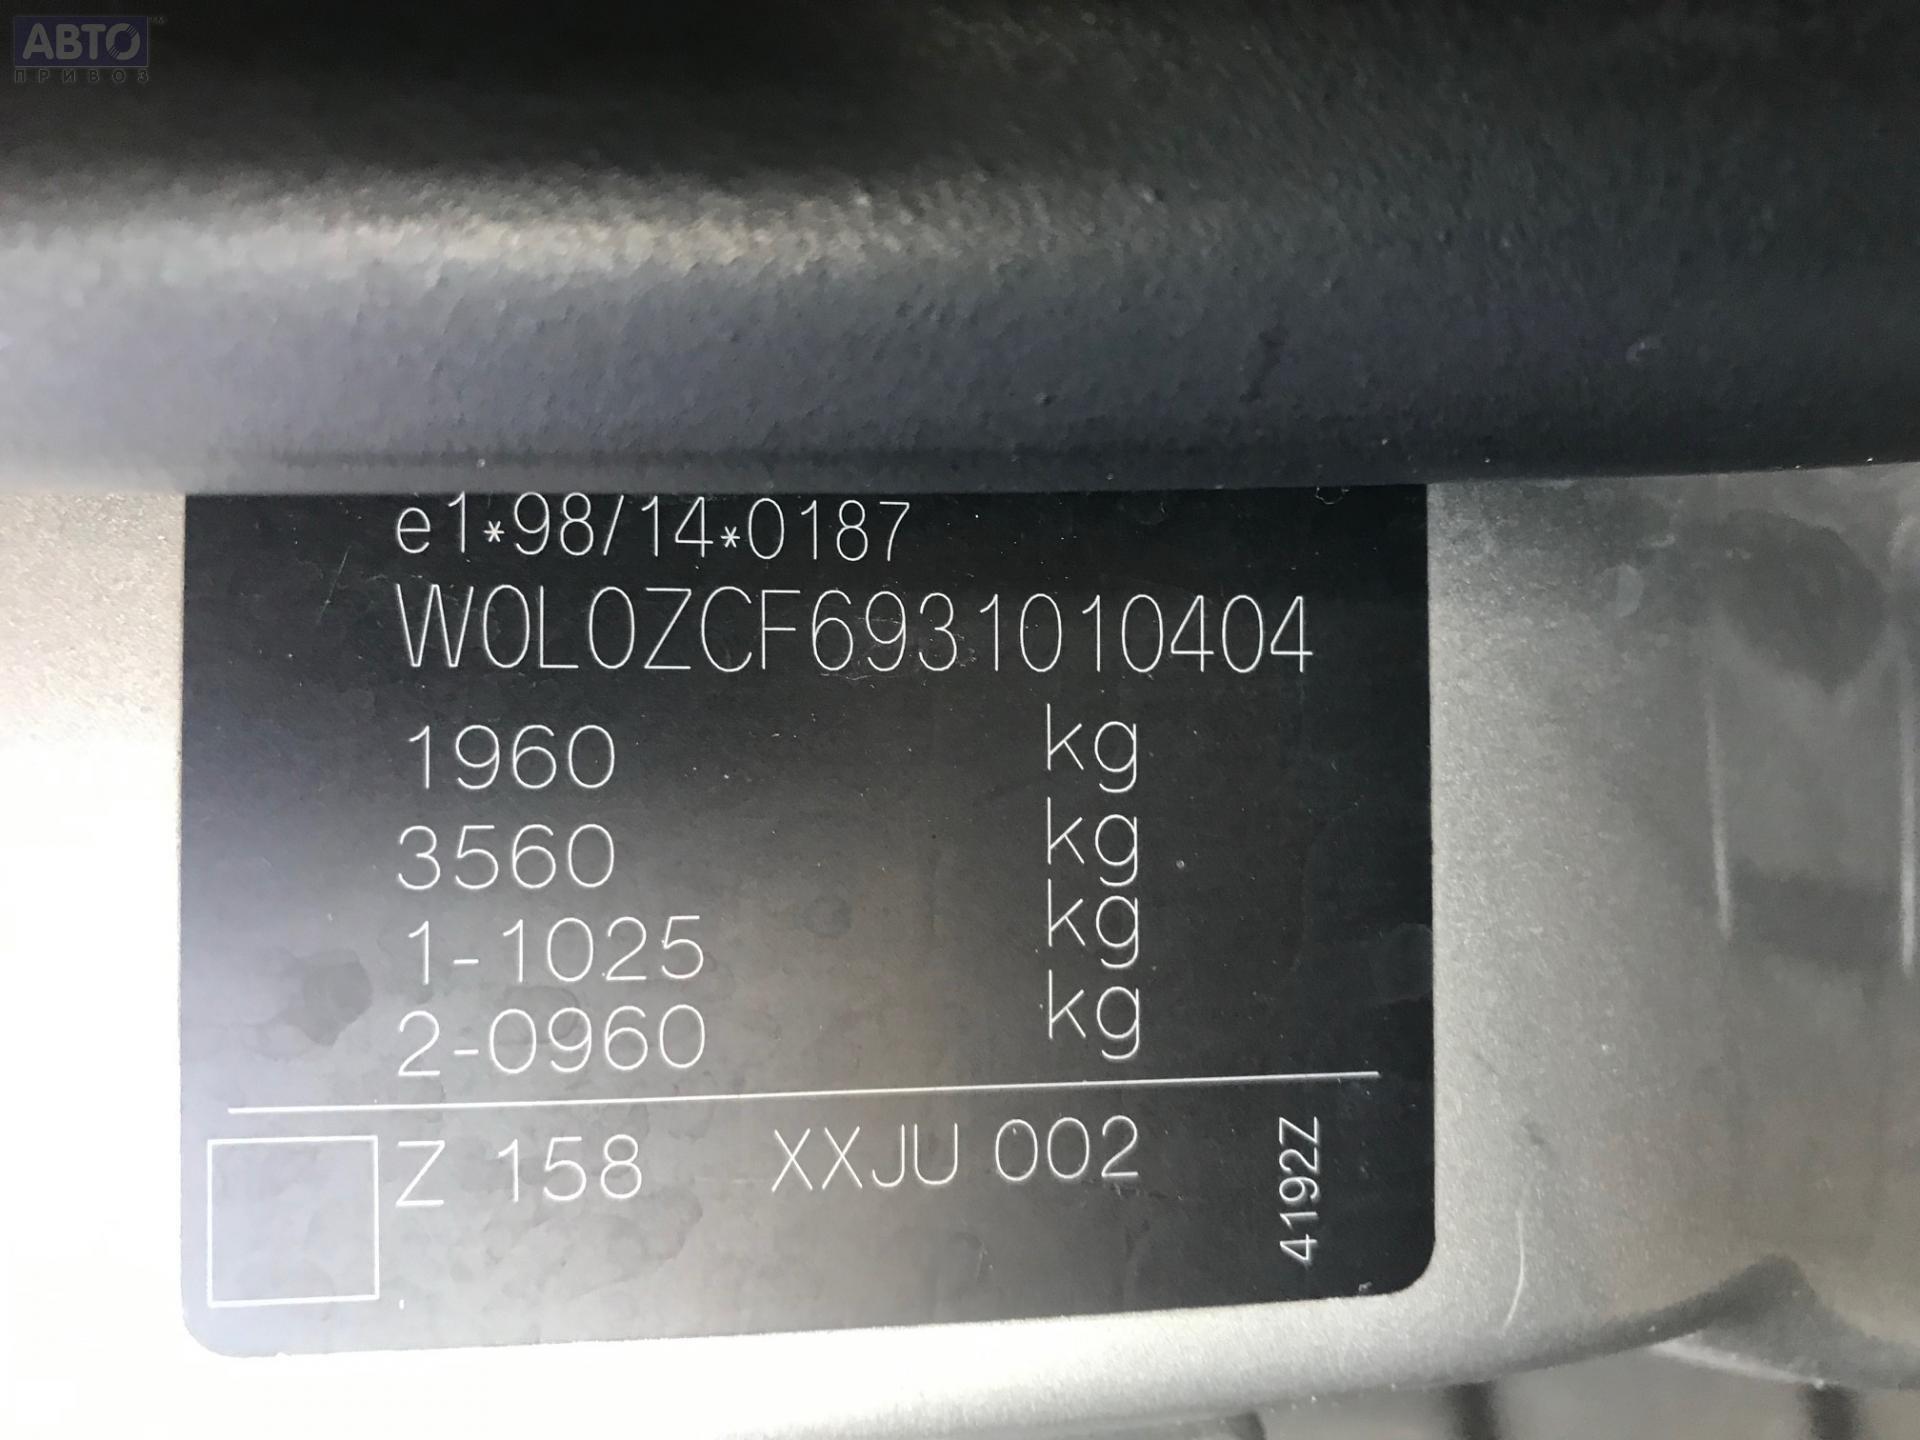 АВТО™
ПРИВОЗ
e1*98/14*0187
W0L0ZCF6931010404
1960 kg
3560 kg
1-1025 kg
2-0960 kg
Z 158 XXJU 002
4192Z